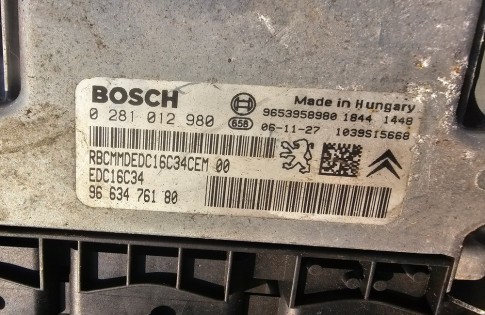 BOSCH
Made in Hungary
9653958980 1844 1448
0 281 012 980 658 06-11-27 1039S15668
RBCMMDEDC16C34CEM 00
EDC16C34
96 634 761 80